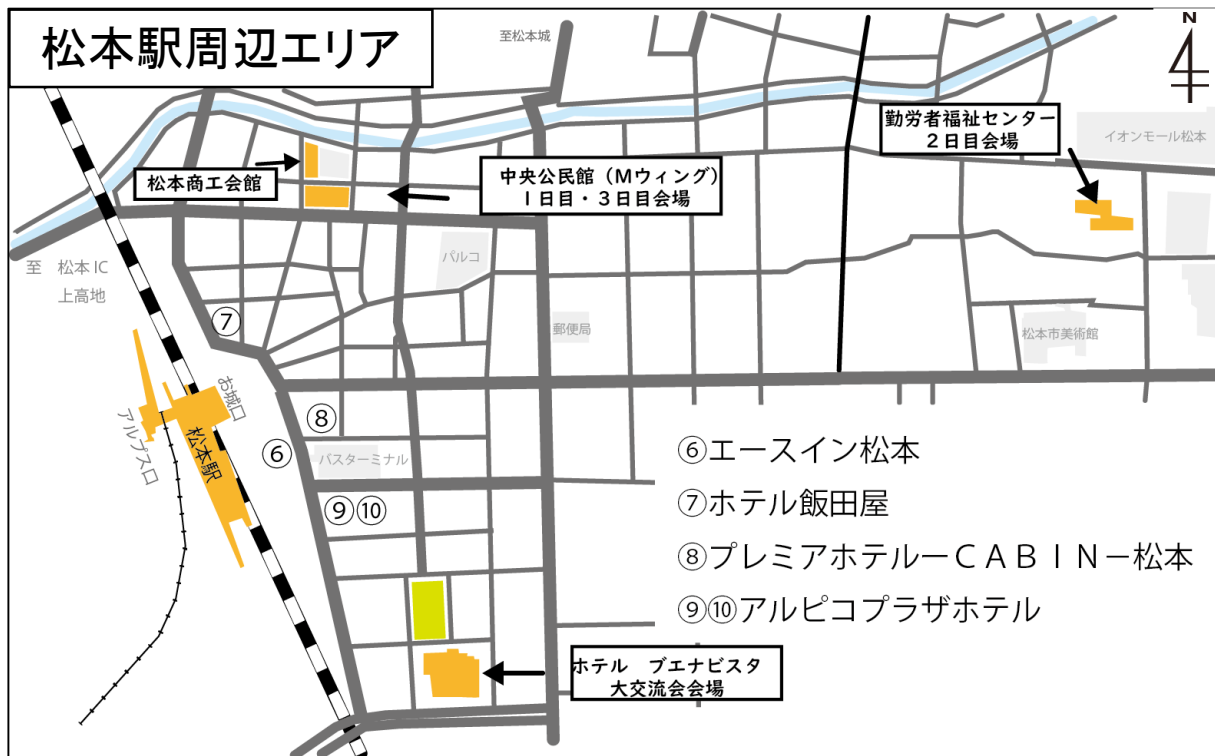 松本駅周辺エリア
至松本城
N
勤労者福祉センター
２日目会場
イオンモール松本
松本商工会館
中央公民館（Mウィング）
１日目・３日目会場
至　松本IC
上高地
パルコ
⑦
郵便局
松本市美術館
お城口
アルプス口
松本駅
⑧
⑥
バスターミナル
⑨⑩
⑥エースイン松本
⑦ホテル飯田屋
⑧プレミアホテルーＣＡＢＩＮ－松本
⑨⑩アルピコプラザホテル
ホテル　ブエナビスタ
大交流会会場